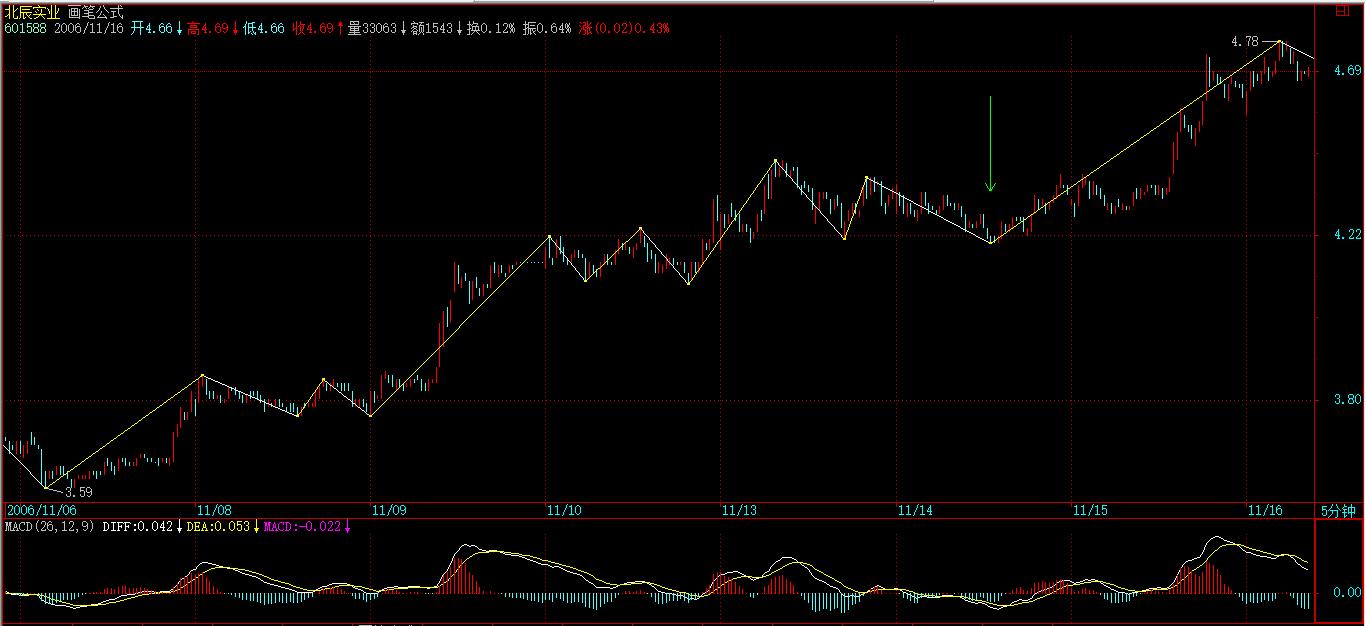 北辰实业 画笔公式
601588 2006/11/16 开4.66↓高4.69↓低4.66 收4.69↑量33063↓额1543↓换0.12% 振0.64% 涨(0.02)0.43%
4.78
4.69
4.22
3.80
3.59
2006/11/06 11/08 11/09 11/10 11/13 11/14 11/15 11/16 5分钟
MACD(26,12,9) DIFF:0.042↓DEA:0.053↓MACD:-0.022↓
0.00